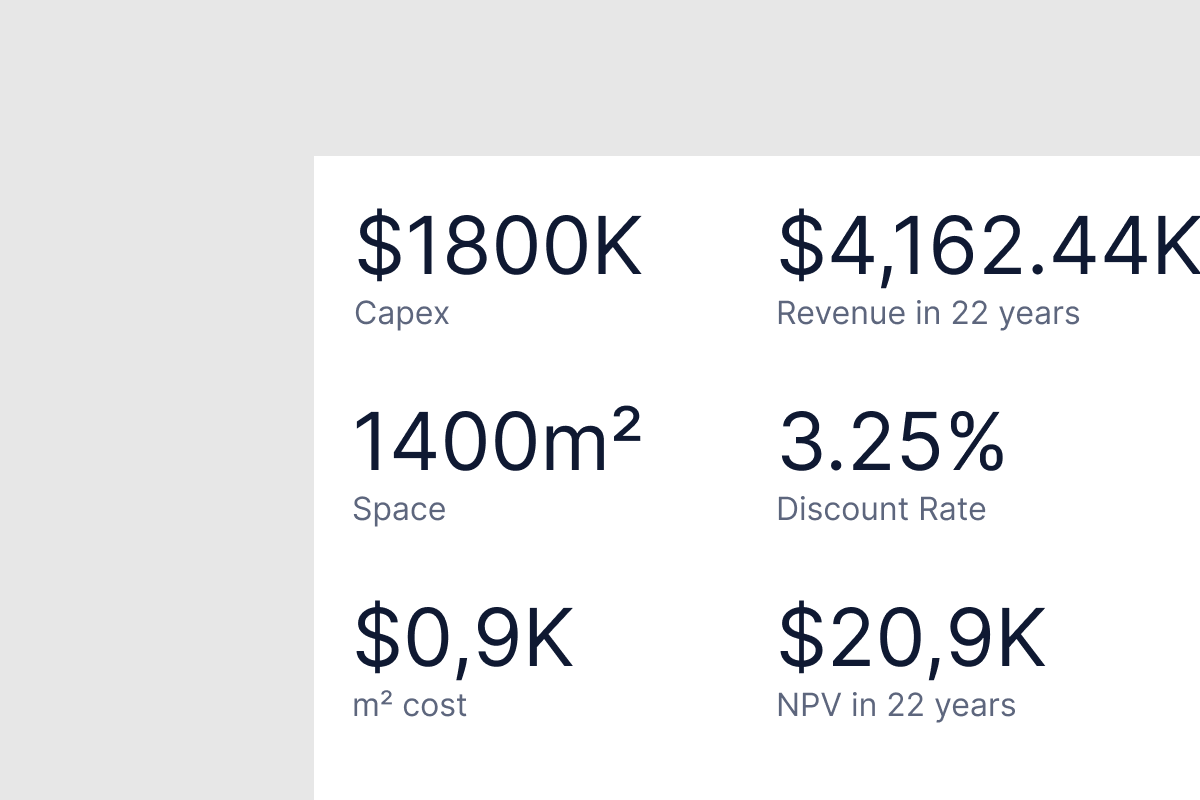 $1800K
Capex
$4,162.44K
Revenue in 22 years
1400m²
Space
3.25%
Discount Rate
$0,9K
m² cost
$20,9K
NPV in 22 years